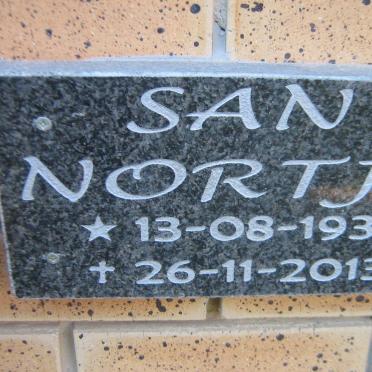 SAN
NORTJ
★ 13-08-193
✝ 26-11-2013